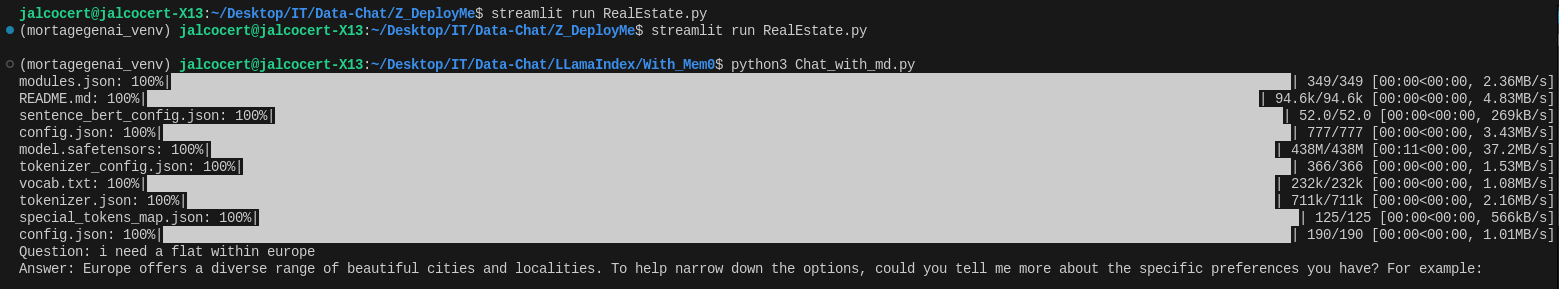 jalcocert@jalcocert-X13:~/Desktop/IT/Data-Chat/Z_DeployMe$ streamlit run RealEstate.py
(mortagegenai_venv) jalcocert@jalcocert-X13:~/Desktop/IT/Data-Chat/Z_DeployMe$ streamlit run RealEstate.py
(mortagegenai_venv) jalcocert@jalcocert-X13:~/Desktop/IT/Data-Chat/LLamaIndex/With_Mem0$ python3 Chat_with_md.py
modules.json: 100%| | 349/349 [00:00<00:00, 2.36MB/s]
README.md: 100%| | 94.6k/94.6k [00:00<00:00, 4.83MB/s]
sentence_bert_config.json: 100%| | 52.0/52.0 [00:00<00:00, 269kB/s]
config.json: 100%| | 777/777 [00:00<00:00, 3.43MB/s]
model.safetensors: 100%| | 438M/438M [00:11<00:00, 37.2MB/s]
tokenizer_config.json: 100%| | 366/366 [00:00<00:00, 1.53MB/s]
vocab.txt: 100%| | 232k/232k [00:00<00:00, 1.08MB/s]
tokenizer.json: 100%| | 711k/711k [00:00<00:00, 2.16MB/s]
special_tokens_map.json: 100%| | 125/125 [00:00<00:00, 566kB/s]
config.json: 100%| | 190/190 [00:00<00:00, 1.01MB/s]
Question: i need a flat within europe
Answer: Europe offers a diverse range of beautiful cities and localities. To help narrow down the options, could you tell me more about the specific preferences you have? For example: